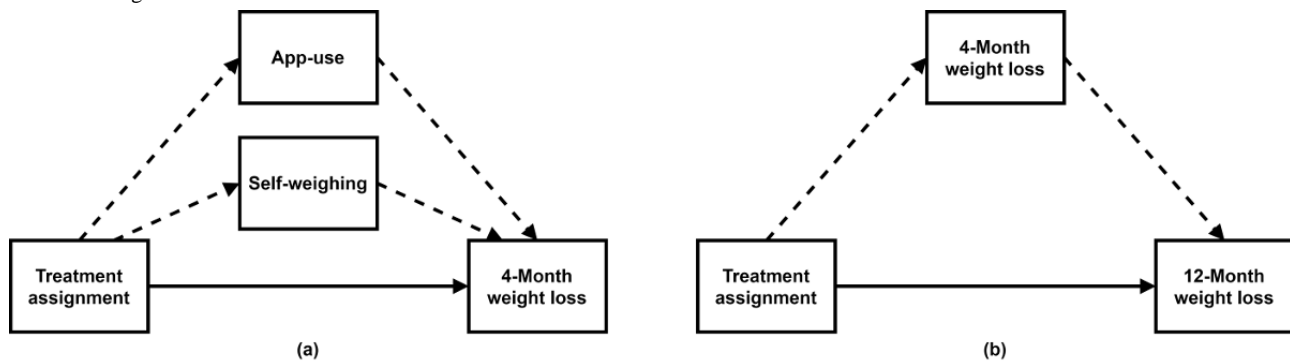 App-use
Self-weighing
Treatment
assignment
4-Month
weight loss
(a)
4-Month
weight loss
Treatment
assignment
12-Month
weight loss
(b)